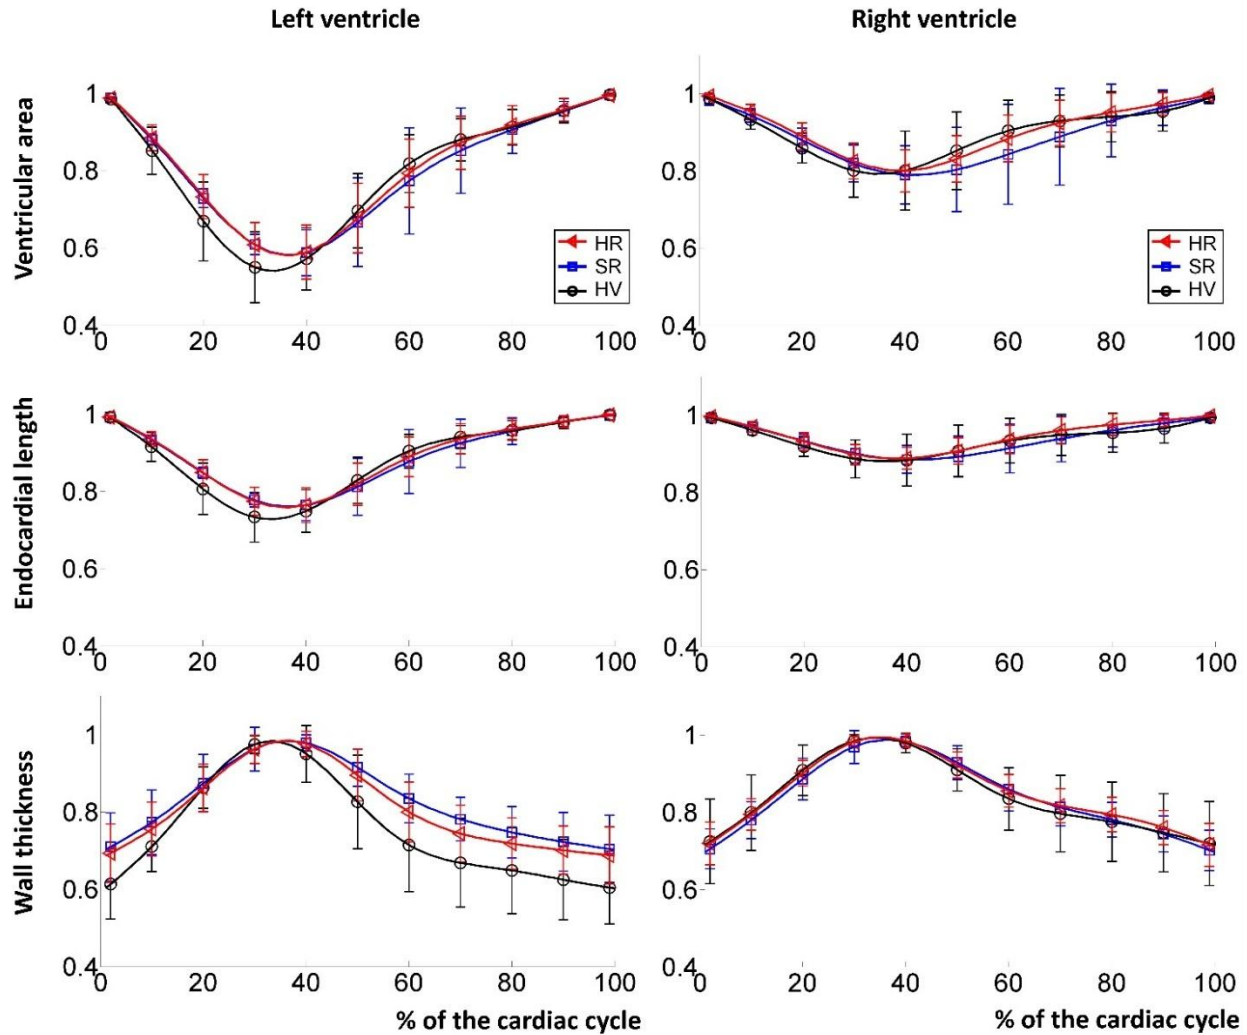 Left ventricle
Right ventricle
Ventricular area
1
0.8
0.6
0.4
0 20 40 60 80 100
HR
SR
HV
1
0.8
0.6
0.4
0 20 40 60 80 100
HR
SR
HV
Endocardial length
1
0.8
0.6
0.4
0 20 40 60 80 100
1
0.8
0.6
0.4
0 20 40 60 80 100
Wall thickness
1
0.8
0.6
0.4
0 20 40 60 80 100
% of the cardiac cycle
1
0.8
0.6
0.4
0 20 40 60 80 100
% of the cardiac cycle